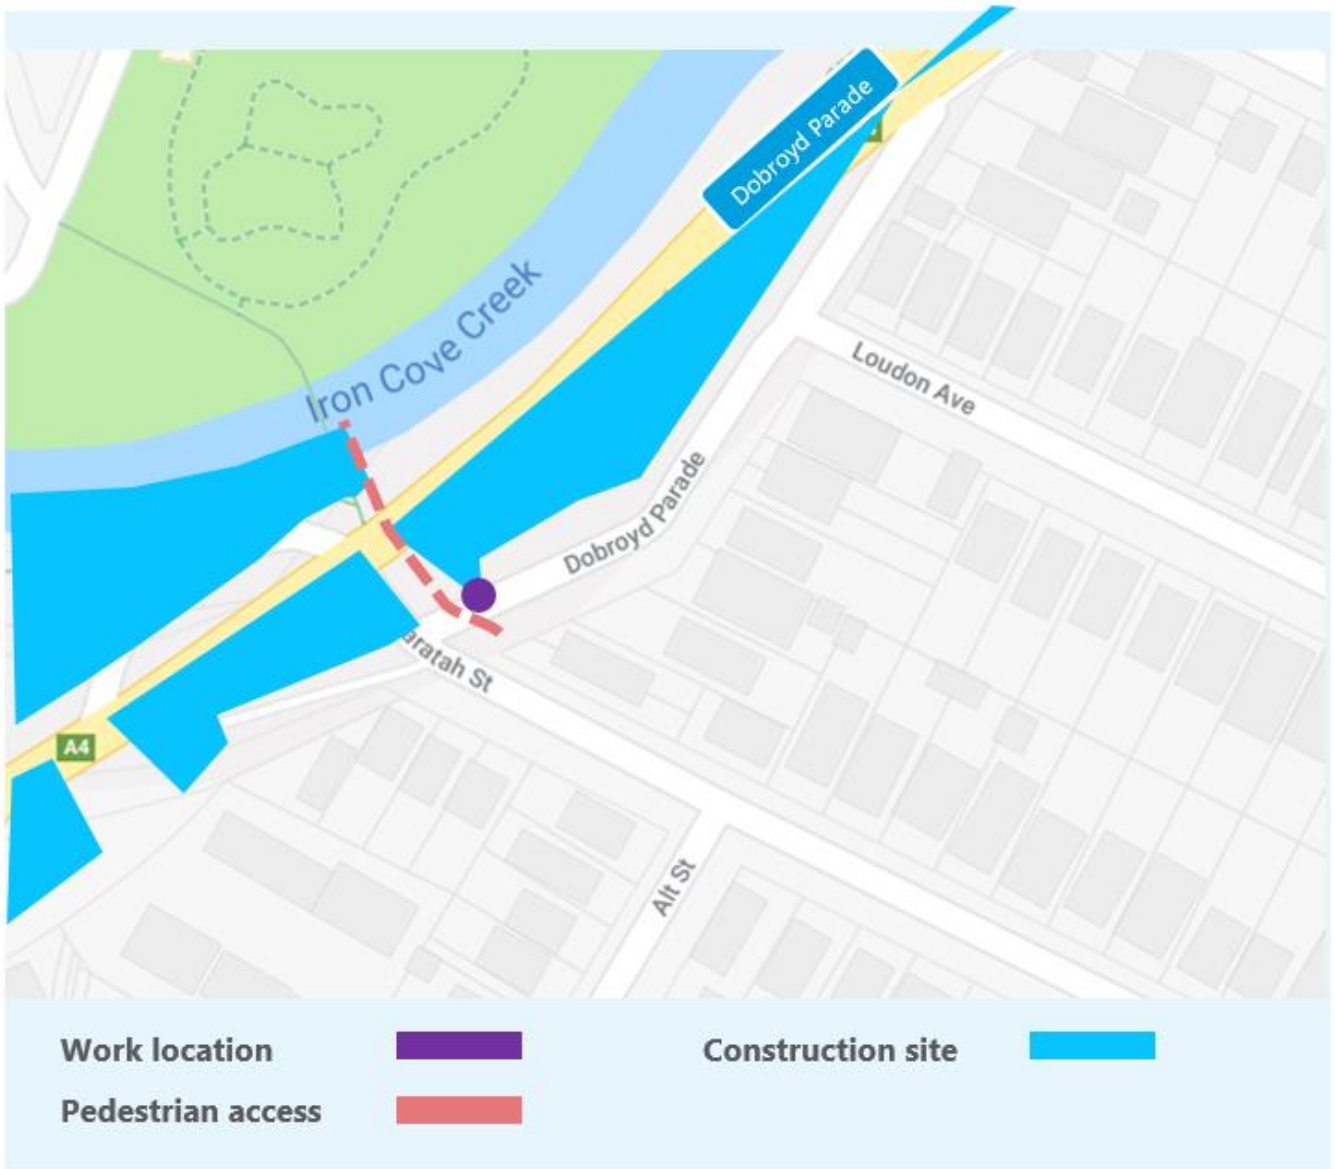 Dobroyd Parade
Iron Cove Creek
Loudon Ave
Dobroyd Parade
aratah St
A4
Alt St
Work location
Construction site
Pedestrian access